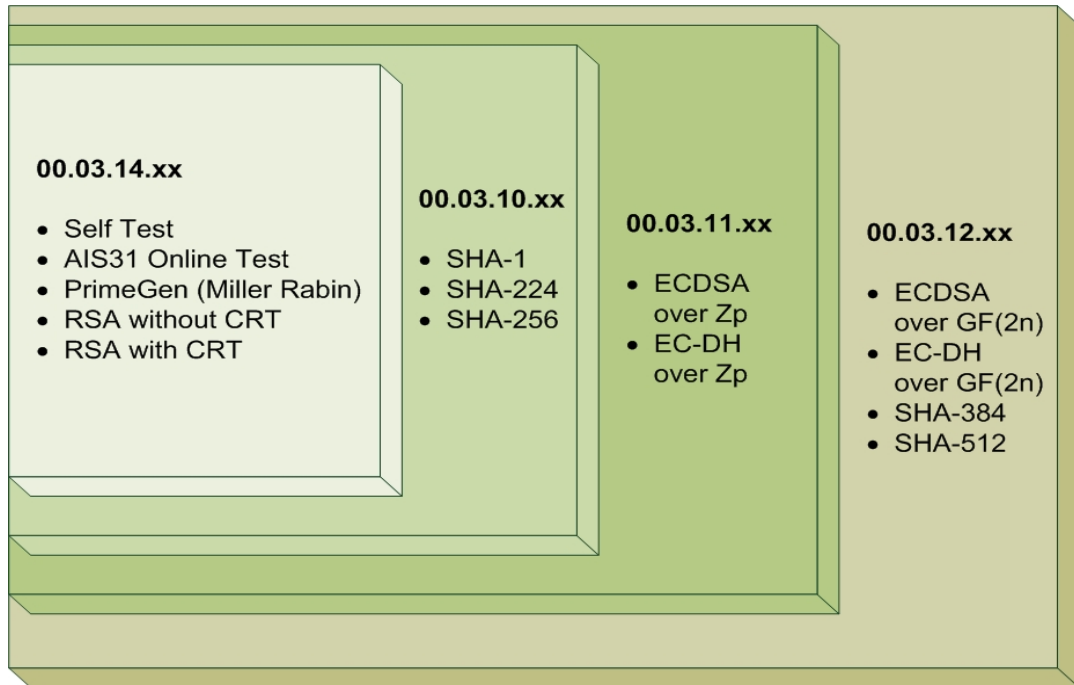 00.03.14.xx
• Self Test
• AIS31 Online Test
• PrimeGen (Miller Rabin)
• RSA without CRT
• RSA with CRT
00.03.10.xx
• SHA-1
• SHA-224
• SHA-256
00.03.11.xx
• ECDSA
over Zp
• EC-DH
over Zp
00.03.12.xx
• ECDSA
over GF(2n)
• EC-DH
over GF(2n)
• SHA-384
• SHA-512